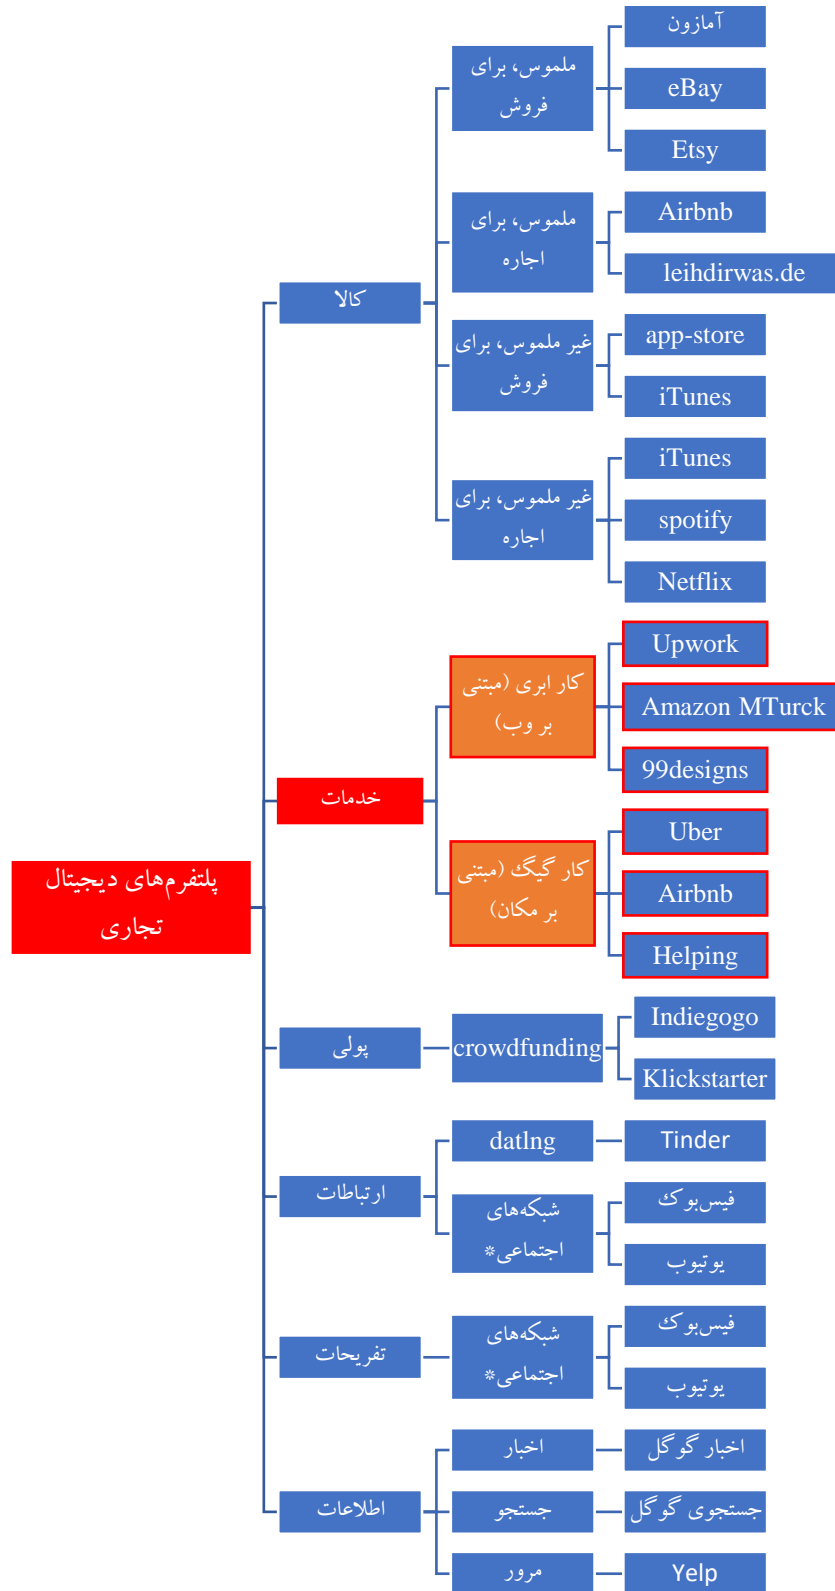 آمازون
ملموس، برای
فروش
eBay
Etsy
Airbnb
ملموس، برای
اجاره
leihdirwas.de
کالا
app-store
غیر ملموس، برای
فروش
iTunes
iTunes
غیر ملموس، برای
اجاره
spotify
Netflix
Upwork
کار ابری (مبتنی
بر وب)
Amazon MTurck
99designs
خدمات
Uber
کار گیگ (مبتنی
بر مکان)
Airbnb
Helping
پلتفرم‌های دیجیتال
تجاری
Indiegogo
پولی
crowdfunding
Klickstarter
datlng
Tinder
ارتباطات
شبکه‌های
اجتماعی*
فیس‌بوک
یوتیوب
فیس‌بوک
تفریحات
شبکه‌های
اجتماعی*
یوتیوب
اخبار
اخبار گوگل
اطلاعات
جستجو
جستجوی گوگل
مرور
Yelp